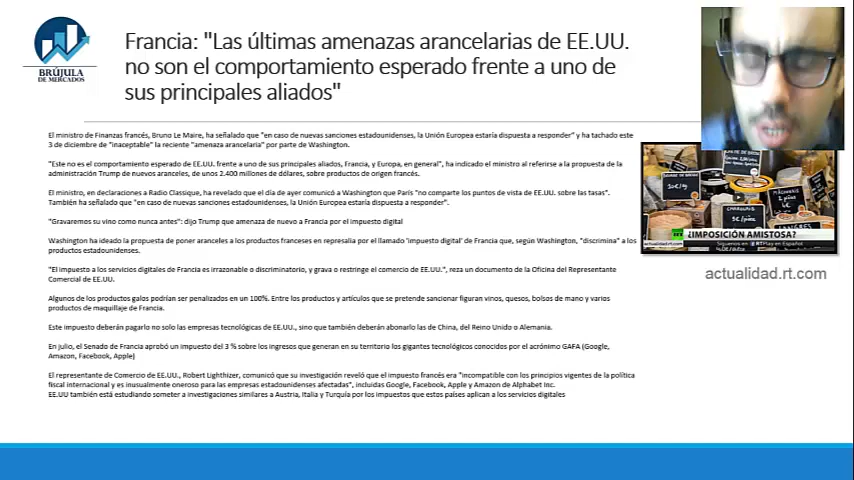 BRÚJULA
DE MERCADOS
Francia: "Las últimas amenazas arancelarias de EE.UU.
no son el comportamiento esperado frente a uno de
sus principales aliados"
El ministro de Finanzas francés, Bruno Le Maire, ha señalado que "en caso de nuevas sanciones estadounidenses, la Unión Europea estaría dispuesta a responder" y ha tachado este
3 de diciembre de "inaceptable" la reciente "amenaza arancelaria" por parte de Washington.
"Este no es el comportamiento esperado de EE.UU. frente a uno de sus principales aliados, Francia, y Europa, en general", ha indicado el ministro al referirse a la propuesta de la
administración Trump de nuevos aranceles, de unos 2.400 millones de dólares, sobre productos de origen francés.
El ministro, en declaraciones a Radio Classique, ha revelado que el día de ayer comunicó a Washington que París "no comparte los puntos de vista de EE.UU. sobre las tasas".
También ha señalado que "en caso de nuevas sanciones estadounidenses, la Unión Europea estaría dispuesta a responder".
"Gravaremos su vino como nunca antes": dijo Trump que amenaza de nuevo a Francia por el impuesto digital
Washington ha ideado la propuesta de poner aranceles a los productos franceses en represalia por el llamado 'impuesto digital' de Francia que, según Washington, "discrimina" a los
productos estadounidenses.
"El impuesto a los servicios digitales de Francia es irrazonable o discriminatorio, y grava o restringe el comercio de EE.UU.", reza un documento de la Oficina del Representante
Comercial de EE.UU.
Algunos de los productos galos podrían ser penalizados en un 100%. Entre los productos y artículos que se pretende sancionar figuran vinos, quesos, bolsos de mano y varios
productos de maquillaje de Francia.
Este impuesto deberán pagarlo no solo las empresas tecnológicas de EE.UU., sino que también deberán abonarlo las de China, del Reino Unido o Alemania.
En julio, el Senado de Francia aprobó un impuesto del 3 % sobre los ingresos que generan en su territorio los gigantes tecnológicos conocidos por el acrónimo GAFA (Google,
Amazon, Facebook, Apple)
El representante de Comercio de EE.UU., Robert Lighthizer, comunicó que su investigación reveló que el impuesto francés era "incompatible con los principios vigentes de la política
fiscal internacional y es inusualmente oneroso para las empresas estadounidenses afectadas", incluidas Google, Facebook, Apple y Amazon de Alphabet Inc.
EE.UU también está estudiando someter a investigaciones similares a Austria, Italia y Turquía por los impuestos que estos países aplican a los servicios digitales
RT
¿IMPOSICIÓN AMISTOSA?
actualidad.rt.com
Síguenos en RTPlay en Español
actualidad.rt.com